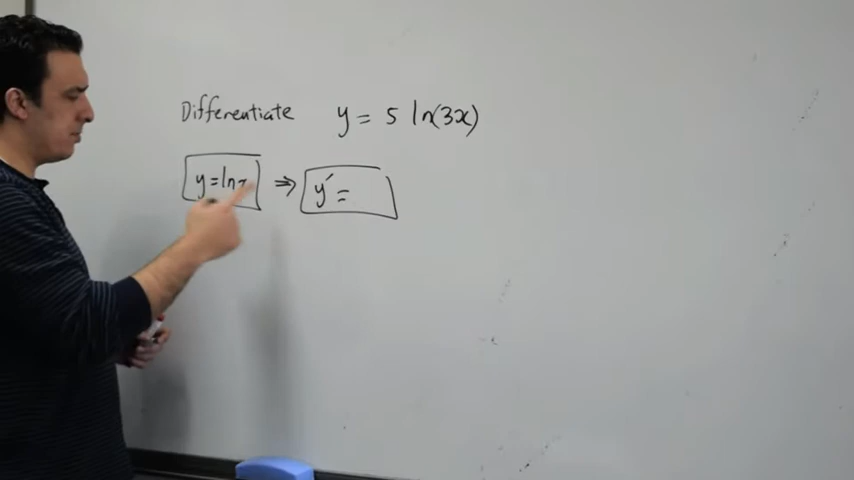 Differentiate y = 5 ln(3x)
y = ln x ⇒ y' =